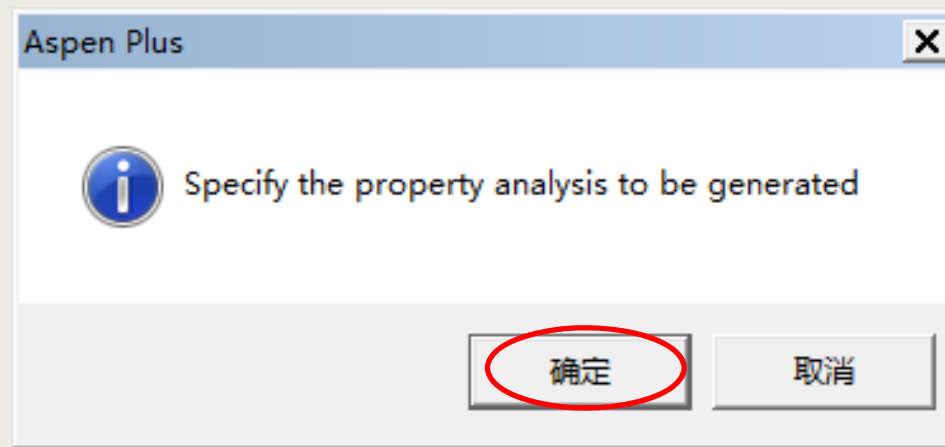 Aspen Plus
Specify the property analysis to be generated
确定
取消